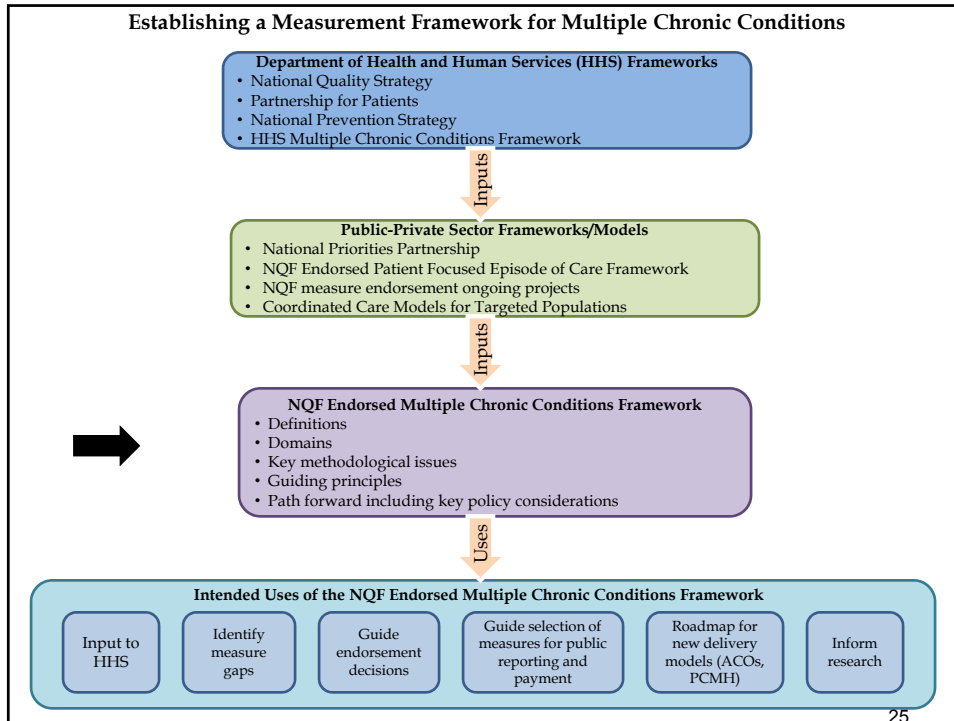 Establishing a Measurement Framework for Multiple Chronic Conditions
Department of Health and Human Services (HHS) Frameworks
• National Quality Strategy
• Partnership for Patients
• National Prevention Strategy
• HHS Multiple Chronic Conditions Framework
Inputs
Public-Private Sector Frameworks/Models
• National Priorities Partnership
• NQF Endorsed Patient Focused Episode of Care Framework
• NQF measure endorsement ongoing projects
• Coordinated Care Models for Targeted Populations
Inputs
NQF Endorsed Multiple Chronic Conditions Framework
• Definitions
• Domains
• Key methodological issues
• Guiding principles
• Path forward including key policy considerations
Uses
Intended Uses of the NQF Endorsed Multiple Chronic Conditions Framework
Input to
HHS
Identify
measure
gaps
Guide
endorsement
decisions
Guide selection of
measures for public
reporting and
payment
Roadmap for
new delivery
models (ACOs,
PCMH)
Inform
research
25